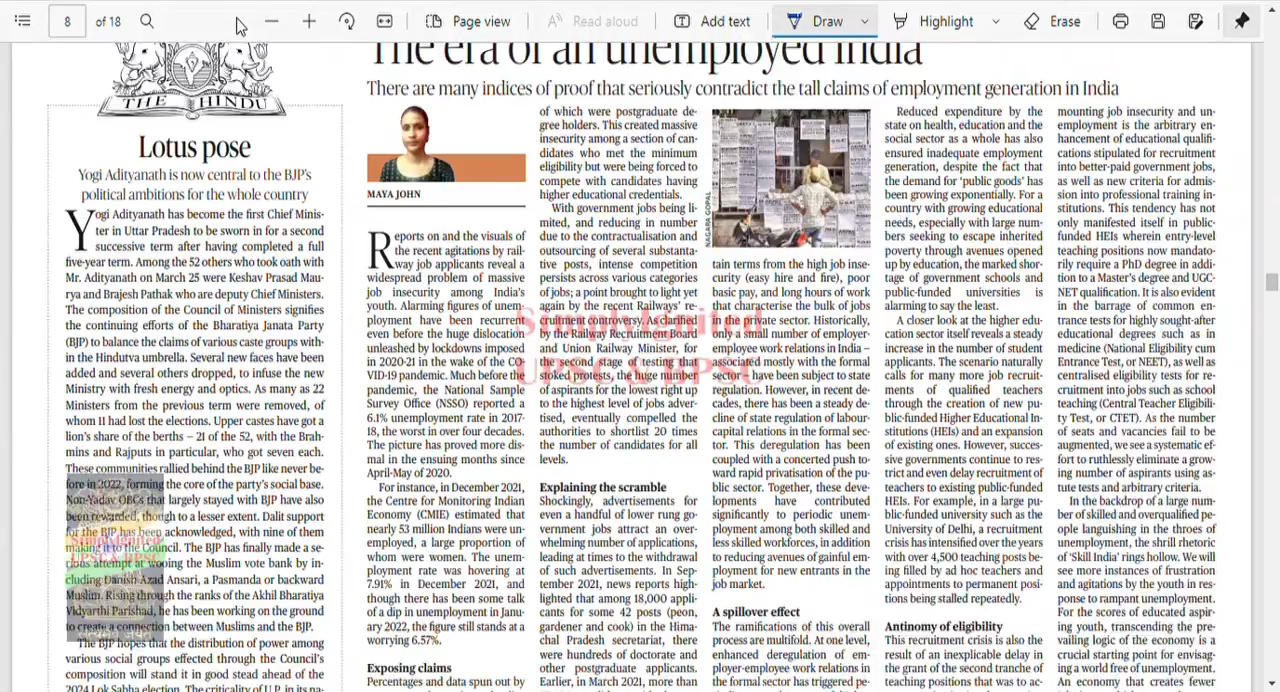 8
of 18
Page view
Read aloud
Add text
Draw
Highlight
Erase
THE HINDU
Lotus pose
Yogi Adityanath is now central to the BJP's
political ambitions for the whole country
Yogi Adityanath has become the first Chief Minis-
ter in Uttar Pradesh to be sworn in for a second
successive term after having completed a full
five-year term. Among the 52 others who took oath with
Mr. Adityanath on March 25 were Keshav Prasad Mau-
rya and Brajesh Pathak who are deputy Chief Ministers.
The composition of the Council of Ministers signifies
the continuing efforts of the Bharatiya Janata Party
(BJP) to balance the claims of various caste groups with-
in the Hindutva umbrella. Several new faces have been
added and several others dropped, to infuse the new
Ministry with fresh energy and optics. As many as 22
Ministers from the previous term were removed, of
whom 11 had lost the elections. Upper castes have got a
lion's share of the berths – 21 of the 52, with the Brah-
mins and Rajputs in particular, who got seven each.
These communities rallied behind the BJP like never be-
fore in 2022, forming the core of the party's social base.
Non-Yadav OBCs that largely stayed with BJP have also
been rewarded, though to a lesser extent. Dalit support
for the BJP has been acknowledged, with nine of them
making it to the Council. The BJP has finally made a se-
rious attempt at wooing the Muslim vote bank by in-
cluding Danish Azad Ansari, a Pasmanda or backward
Muslim. Rising through the ranks of the Akhil Bharatiya
Vidyarthi Parishad, he has been working on the ground
to create a connection between Muslims and the BJP.
The BJP hopes that the distribution of power among
various social groups effected through the Council's
composition will stand it in good stead ahead of the
2024 Lok Sabha election. The criticality of U.P. in its na-
The era of an unemployed India
There are many indices of proof that seriously contradict the tall claims of employment generation in India
MAYA JOHN
Reports on and the visuals of
the recent agitations by rail-
way job applicants reveal a
widespread problem of massive
job insecurity among India's
youth. Alarming figures of unem-
ployment have been recurrent
even before the huge dislocation
unleashed by lockdowns imposed
in 2020-21 in the wake of the CO-
VID-19 pandemic. Much before the
pandemic, the National Sample
Survey Office (NSSO) reported a
6.1% unemployment rate in 2017-
18, the worst in over four decades.
The picture has proved more dis-
mal in the ensuing months since
April-May of 2020.
For instance, in December 2021,
the Centre for Monitoring Indian
Economy (CMIE) estimated that
nearly 53 million Indians were un-
employed, a large proportion of
whom were women. The unem-
ployment rate was hovering at
7.91% in December 2021, and
though there has been some talk
of a dip in unemployment in Janu-
ary 2022, the figure still stands at a
worrying 6.57%.
Exposing claims
Percentages and data spun out by
of which were postgraduate de-
gree holders. This created massive
insecurity among a section of can-
didates who met the minimum
eligibility but were being forced to
compete with candidates having
higher educational credentials.
With government jobs being li-
mited, and reducing in number
due to the contractualisation and
outsourcing of several substanta-
tive posts, intense competition
persists across various categories
of jobs; a point brought to light yet
again by the recent Railways' re-
cruitment controversy. An earlier
by the Railway Recruitment Board
and Union Railway Minister, for
the second stage of testing had
stoked protests, the huge number
of aspirants for the lowest right up
to the highest level of jobs adver-
tised, eventually compelled the
authorities to shortlist 20 times
the number of candidates for all
levels.
Explaining the scramble
Shockingly, advertisements for
even a handful of lower rung go-
vernment jobs attract an over-
whelming number of applications,
leading at times to the withdrawal
of such advertisements. In Sep-
tember 2021, news reports high-
lighted that among 18,000 appli-
cants for some 42 posts (peon,
gardener and cook) in the Hima-
chal Pradesh secretariat, there
were hundreds of doctorate and
other postgraduate applicants.
Earlier, in March 2021, more than
NAGARA GOPAL
tain terms from the high job inse-
curity (easy hire and fire), poor
basic pay, and long hours of work
that characterise the bulk of jobs
in the private sector. Historically,
only a small number of employer-
employee work relations in India –
associated mostly with the formal
sector – have been subject to state
regulation. However, in recent de-
cades, there has been a steady de-
cline of state regulation of labour-
capital relations in the formal sec-
tor. This deregulation has been
coupled with a concerted push to-
ward rapid privatisation of the pu-
blic sector. Together, these deve-
lopments have contributed
significantly to periodic unem-
ployment among both skilled and
less skilled workforces, in addition
to reducing avenues of gainful em-
ployment for new entrants in the
job market.
A spillover effect
The ramifications of this overall
process are multifold. At one level,
enhanced deregulation of em-
ployer-employee work relations in
the formal sector has triggered pe-
Reduced expenditure by the
state on health, education and the
social sector as a whole has also
ensured inadequate employment
generation, despite the fact that
the demand for 'public goods' has
been growing exponentially. For a
country with growing educational
needs, especially with large num-
bers seeking to escape inherited
poverty through avenues opened
up by education, the marked shor-
tage of government schools and
public-funded universities is
alarming to say the least.
A closer look at the higher edu-
cation sector itself reveals a steady
increase in the number of student
applicants. The scenario naturally
calls for many more job recruit-
ments of qualified teachers
through the creation of new pu-
blic-funded Higher Educational In-
stitutions (HEIs) and an expansion
of existing ones. However, succes-
sive governments continue to res-
trict and even delay recruitment of
teachers to existing public-funded
HEIs. For example, in a large pu-
blic-funded university such as the
University of Delhi, a recruitment
crisis has intensified over the years
with over 4,500 teaching posts be-
ing filled by ad hoc teachers and
appointments to permanent posi-
tions being stalled repeatedly.
Antinomy of eligibility
This recruitment crisis is also the
result of an inexplicable delay in
the grant of the second tranche of
teaching positions that was to ac-
mounting job insecurity and un-
employment is the arbitrary en-
hancement of educational qualifi-
cations stipulated for recruitment
into better-paid government jobs,
as well as new criteria for admis-
sion into professional training in-
stitutions. This tendency has not
only manifested itself in public-
funded HEIs wherein entry-level
teaching positions now mandato-
rily require a PhD degree in addi-
tion to a Master's degree and UGC-
NET qualification. It is also evident
in the barrage of common en-
trance tests for highly sought-after
educational degrees such as in
medicine (National Eligibility cum
Entrance Test, or NEET), as well as
centralised eligibility tests for re-
cruitment into jobs such as school
teaching (Central Teacher Eligibili-
ty Test, or CTET). As the number
of seats and vacancies fail to be
augmented, we see a systematic ef-
fort to ruthlessly eliminate a gro-
wing number of aspirants using as-
tute tests and arbitrary criteria.
In the backdrop of a large num-
ber of skilled and overqualified peo-
ple languishing in the throes of
unemployment, the shrill rhetoric
of 'Skill India' rings hollow. We will
see more instances of frustration
and agitations by the youth in res-
ponse to rampant unemployment.
For the scores of educated aspir-
ing youth, transcending the pre-
vailing logic of the economy is a
crucial starting point for envisag-
ing a world free of unemployment.
An economy that creates fewer
SimplyIgnited
UPSC & UPSC